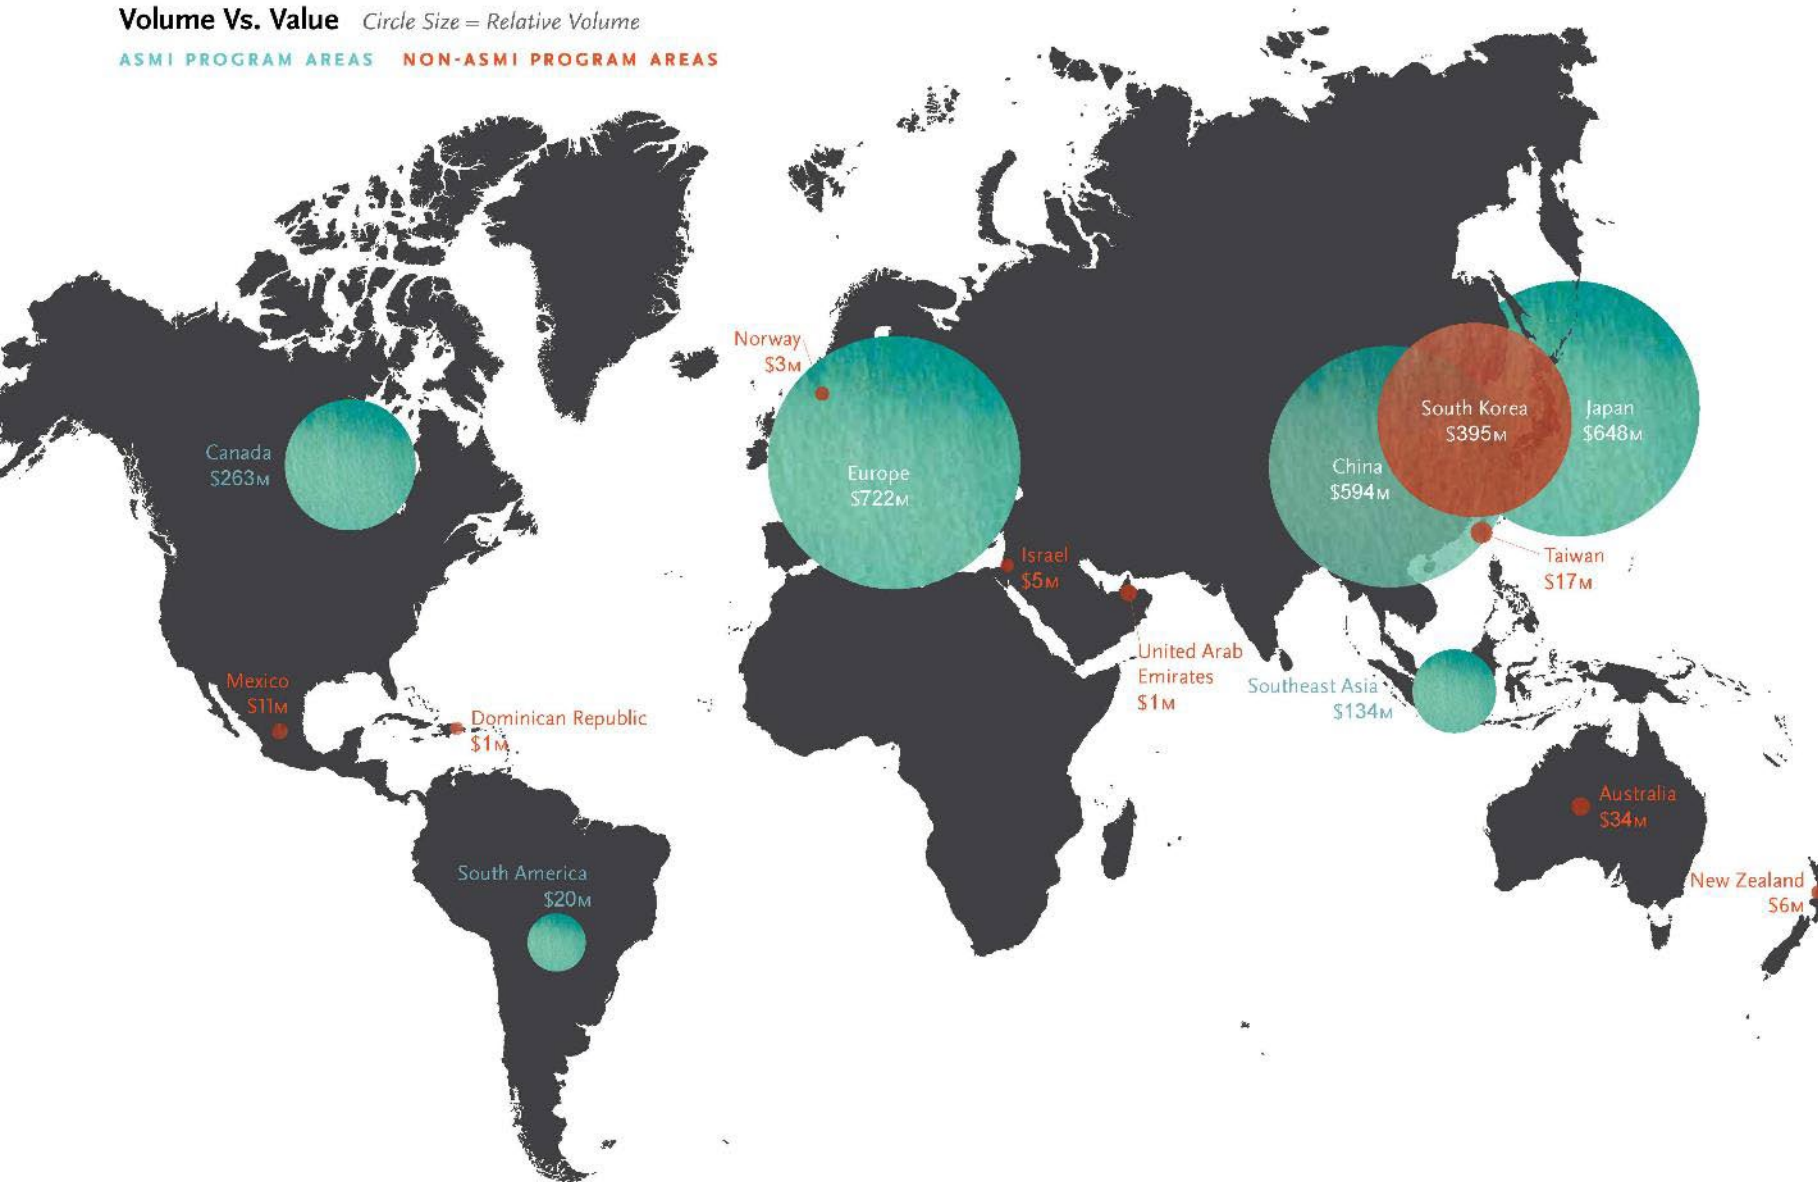 Volume Vs. Value Circle Size = Relative Volume
ASMI PROGRAM AREAS NON-ASMI PROGRAM AREAS
Norway
$3M
Canada
$263M
Europe
$722M
South Korea
$395M
Japan
$648M
China
$594M
Israel
$5M
Taiwan
$17M
United Arab
Emirates
$1M
Southeast Asia
$134M
Mexico
$11M
Dominican Republic
$1M
Australia
$34M
South America
$20M
New Zealand
$6M